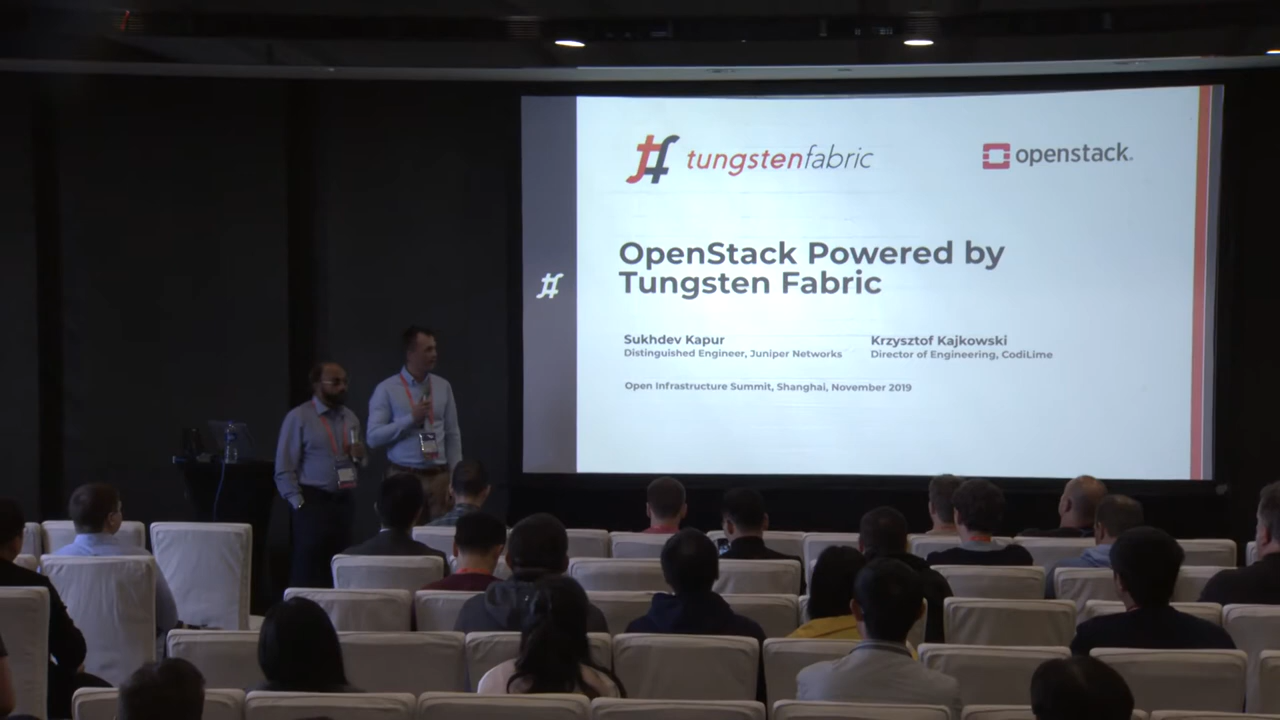 tungstenfabric
openstack.
OpenStack Powered by
Tungsten Fabric
Sukhdev Kapur
Distinguished Engineer, Juniper Networks
Krzysztof Kajkowski
Director of Engineering, CodiLime
Open Infrastructure Summit, Shanghai, November 2019